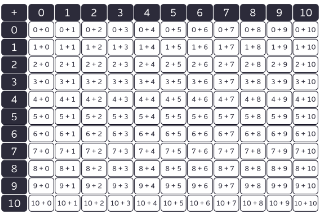 + 0 1 2 3 4 5 6 7 8 9 10
0 0 + 0 0 + 1 0 + 2 0 + 3 0 + 4 0 + 5 0 + 6 0 + 7 0 + 8 0 + 9 0 + 10
1 1 + 0 1 + 1 1 + 2 1 + 3 1 + 4 1 + 5 1 + 6 1 + 7 1 + 8 1 + 9 1 + 10
2 2 + 0 2 + 1 2 + 2 2 + 3 2 + 4 2 + 5 2 + 6 2 + 7 2 + 8 2 + 9 2 + 10
3 3 + 0 3 + 1 3 + 2 3 + 3 3 + 4 3 + 5 3 + 6 3 + 7 3 + 8 3 + 9 3 + 10
4 4 + 0 4 + 1 4 + 2 4 + 3 4 + 4 4 + 5 4 + 6 4 + 7 4 + 8 4 + 9 4 + 10
5 5 + 0 5 + 1 5 + 2 5 + 3 5 + 4 5 + 5 5 + 6 5 + 7 5 + 8 5 + 9 5 + 10
6 6 + 0 6 + 1 6 + 2 6 + 3 6 + 4 6 + 5 6 + 6 6 + 7 6 + 8 6 + 9 6 + 10
7 7 + 0 7 + 1 7 + 2 7 + 3 7 + 4 7 + 5 7 + 6 7 + 7 7 + 8 7 + 9 7 + 10
8 8 + 0 8 + 1 8 + 2 8 + 3 8 + 4 8 + 5 8 + 6 8 + 7 8 + 8 8 + 9 8 + 10
9 9 + 0 9 + 1 9 + 2 9 + 3 9 + 4 9 + 5 9 + 6 9 + 7 9 + 8 9 + 9 9 + 10
10 10 + 0 10 + 1 10 + 2 10 + 3 10 + 4 10 + 5 10 + 6 10 + 7 10 + 8 10 + 9 10 + 10